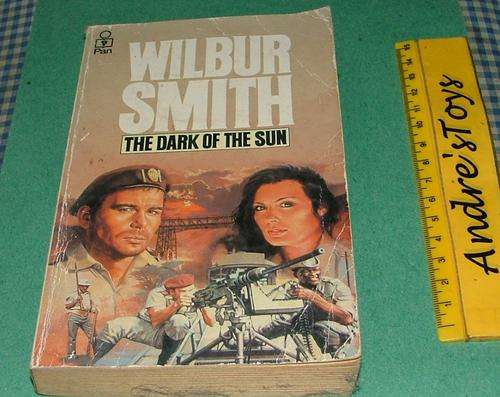 Pan
WILBUR
SMITH
THE DARK OF THE SUN
Andre'sToys